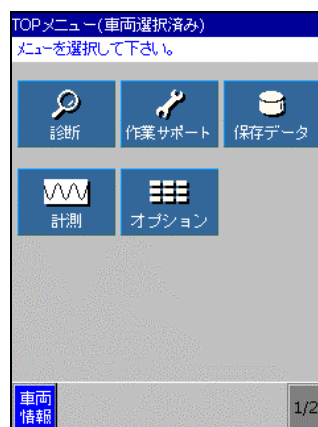 TOPメニュー(車両選択済み)
メニューを選択して下さい。
診断
作業サポート
保存データ
計測
オプション
車両
情報
1/2